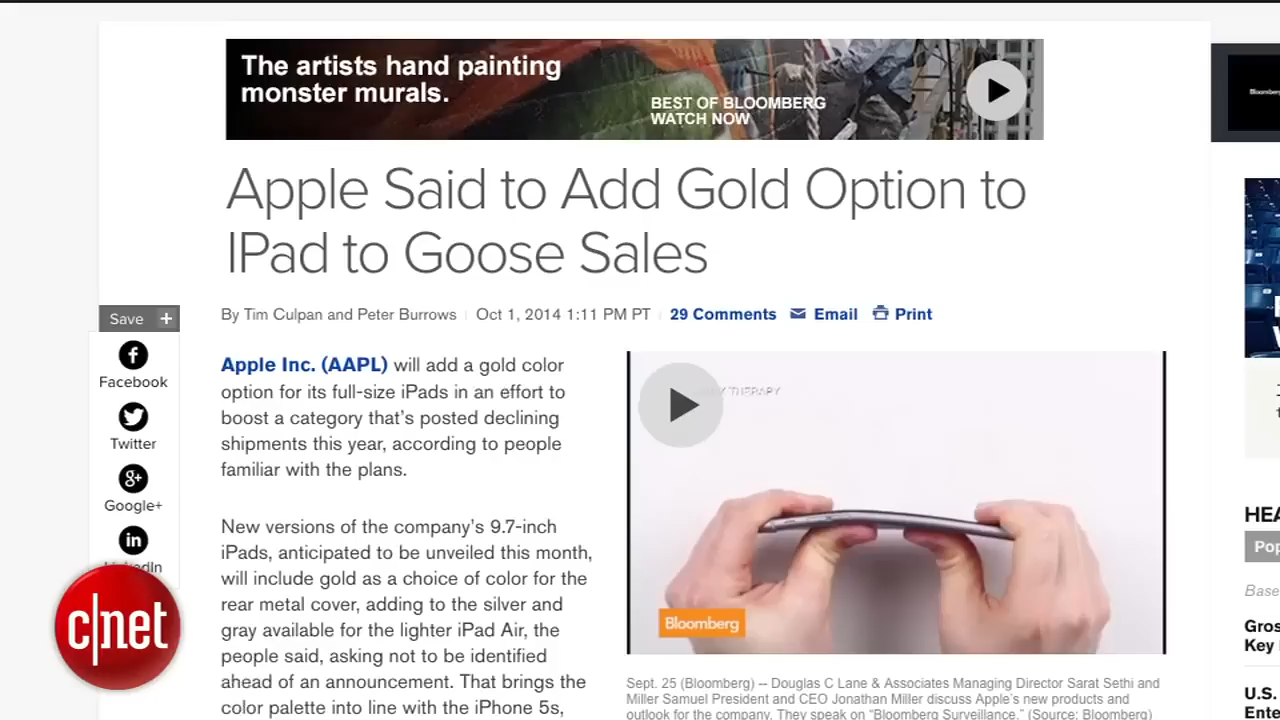 The artists hand painting
monster murals.
BEST OF BLOOMBERG
WATCH NOW
Bloomberg
Apple Said to Add Gold Option to
IPad to Goose Sales
By Tim Culpan and Peter Burrows
Oct 1, 2014 1:11 PM PT
29 Comments
Email
Print
Save +
Facebook
Twitter
Google+
LinkedIn
c|net
Apple Inc. (AAPL) will add a gold color
option for its full-size iPads in an effort to
boost a category that's posted declining
shipments this year, according to people
familiar with the plans.
New versions of the company's 9.7-inch
iPads, anticipated to be unveiled this month,
will include gold as a choice of color for the
rear metal cover, adding to the silver and
gray available for the lighter iPad Air, the
people said, asking not to be identified
ahead of an announcement. That brings the
color palette into line with the iPhone 5s,
THERAPY
Bloomberg
Sept. 25 (Bloomberg) -- Douglas C Lane & Associates Managing Director Sarat Sethi and
Miller Samuel President and CEO Jonathan Miller discuss Apple's new products and
outlook for the company. They speak on "Bloomberg Surveillance." (Source: Bloomberg)
HEA
Pop
Base
Gros
Key
U.S.
Ente